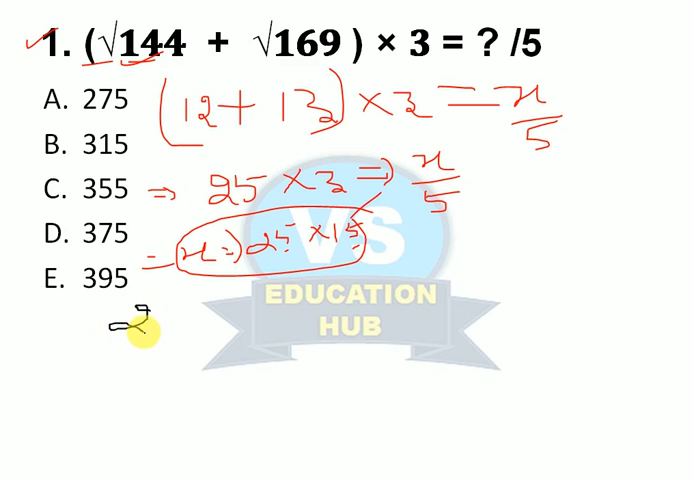 1. (√144 + √169 ) × 3 = ? /5
A. 275
(12 + 13) × 3 = x/5
B. 315
C. 355
⇒ 25 × 3 ⇒ x/5
D. 375
= x ⇒ 25 × 15
E. 395
VS
EDUCATION
HUB